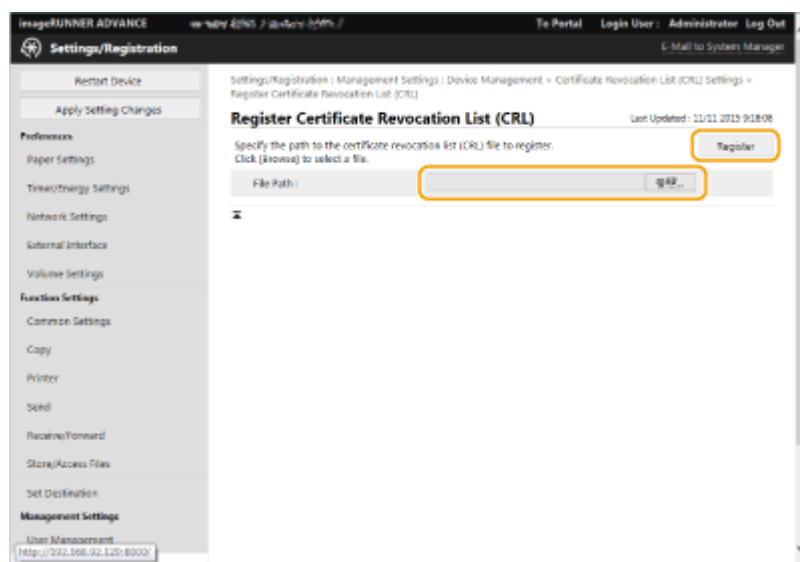 imageRUNNER ADVANCE
To Portal Login User : Administrator Log Out
Settings/Registration
E-Mail to System Manager
Restart Device
Apply Setting Changes
Preferences
Paper Settings
Timer/Energy Settings
Network Settings
External Interface
Volume Settings
Function Settings
Common Settings
Copy
Printer
Send
Receive/Forward
Store/Access Files
Set Destination
Management Settings
User Management
http://192.168.92.120:8000/
Settings/Registration : Management Settings : Device Management > Certificate Revocation List (CRL) Settings >
Register Certificate Revocation List (CRL)
Register Certificate Revocation List (CRL)
Last Updated : 11/11 2015 9:18:08
Specify the path to the certificate revocation list (CRL) file to register.
Click [Browse] to select a file.
Register
File Path :